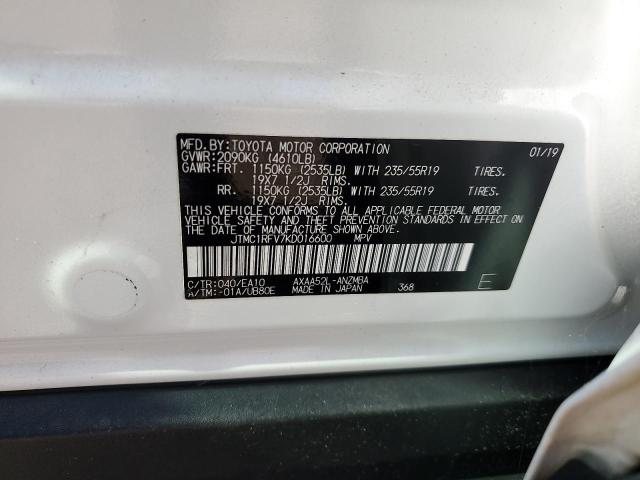 MFD.BY:TOYOTA MOTOR CORPORATION 01/19
GVWR:2090KG (4610LB)
GAWR:FRT. 1150KG (2535LB) WITH 235/55R19 TIRES.
19X7 1/2J RIMS.
RR. 1150KG (2535LB) WITH 235/55R19 TIRES.
19X7 1/2J RIMS.
THIS VEHICLE CONFORMS TO ALL APPLICABLE FEDERAL MOTOR
VEHICLE SAFETY AND THEFT PREVENTION STANDARDS IN EFFECT ON
THE DATE OF MANUFACTURE SHOWN ABOVE.
JTMC1RFV7KD016600 MPV
C/TR:040/EA10 AXAA52L-ANZMBA
A/TM:-01A/UB80E MADE IN JAPAN 368 E